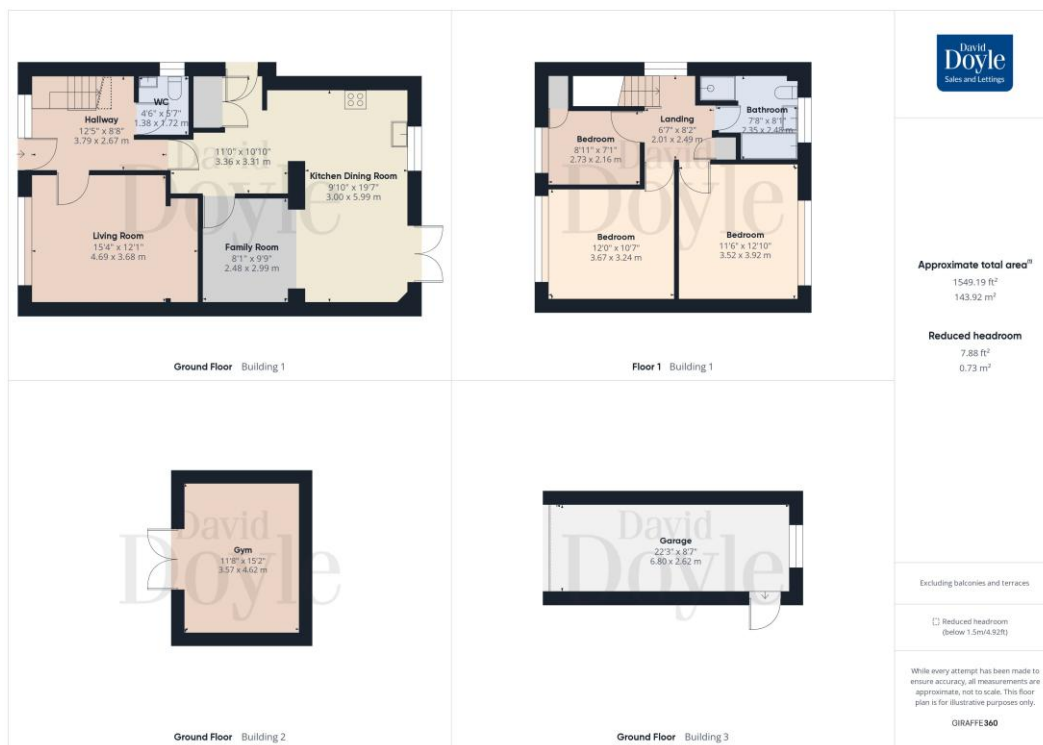 WC
4'6" x 5'7"
1.38 x 1.72 m
Hallway
12'5" x 8'8"
3.79 x 2.67 m
11'0" x 10'10"
3.36 x 3.31 m
Kitchen Dining Room
9'10" x 19'7"
3.00 x 5.99 m
Living Room
15'4" x 12'1"
4.69 x 3.68 m
Family Room
8'1" x 9'9"
2.48 x 2.99 m
David
Doyle
Ground Floor Building 1
Bathroom
7'8" x 8'1"
2.35 x 2.48 m
Landing
6'7" x 8'2"
2.01 x 2.49 m
Bedroom
8'11" x 7'1"
2.73 x 2.16 m
Bedroom
12'0" x 10'7"
3.67 x 3.24 m
Bedroom
11'6" x 12'10"
3.52 x 3.92 m
David
Doyle
Floor 1 Building 1
Gym
11'8" x 15'2"
3.57 x 4.62 m
David
Doyle
Ground Floor Building 2
Garage
22'3" x 8'7"
6.80 x 2.62 m
David
Doyle
Ground Floor Building 3
David
Doyle
Sales and Lettings
Approximate total area(1)
1549.19 ft²
143.92 m²
Reduced headroom
7.88 ft²
0.73 m²
Excluding balconies and terraces
Reduced headroom
(below 1.5m/4.92ft)
While every attempt has been made to
ensure accuracy, all measurements are
approximate, not to scale. This floor
plan is for illustrative purposes only.
GIRAFFE360